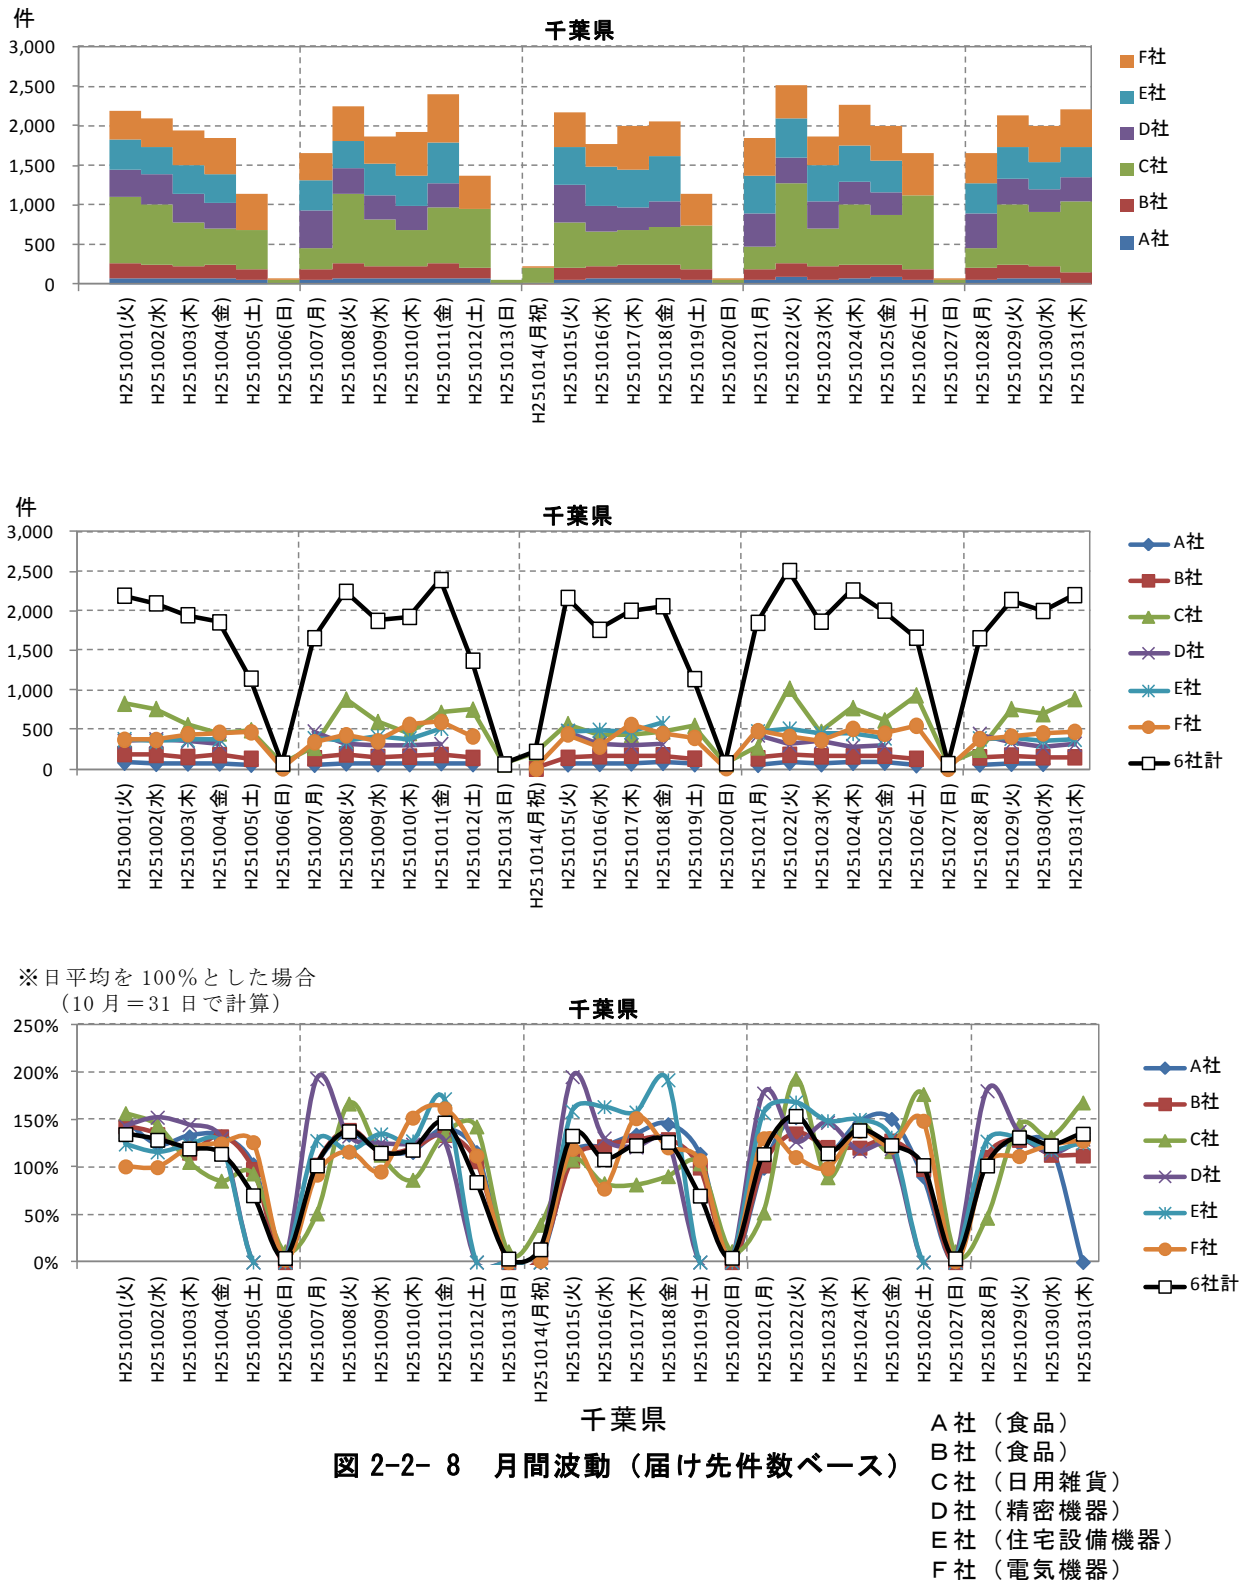 件
千葉県
3,000
2,500
2,000
1,500
1,000
500
0
F社
E社
D社
C社
B社
A社
H251001(火)
H251002(水)
H251003(木)
H251004(金)
H251005(土)
H251006(日)
H251007(月)
H251008(火)
H251009(水)
H251010(木)
H251011(金)
H251012(土)
H251013(日)
H251014(月祝)
H251015(火)
H251016(水)
H251017(木)
H251018(金)
H251019(土)
H251020(日)
H251021(月)
H251022(火)
H251023(水)
H251024(木)
H251025(金)
H251026(土)
H251027(日)
H251028(月)
H251029(火)
H251030(水)
H251031(木)
件
千葉県
3,000
2,500
2,000
1,500
1,000
500
0
A社
B社
C社
D社
E社
F社
6社計
H251001(火)
H251002(水)
H251003(木)
H251004(金)
H251005(土)
H251006(日)
H251007(月)
H251008(火)
H251009(水)
H251010(木)
H251011(金)
H251012(土)
H251013(日)
H251014(月祝)
H251015(火)
H251016(水)
H251017(木)
H251018(金)
H251019(土)
H251020(日)
H251021(月)
H251022(火)
H251023(水)
H251024(木)
H251025(金)
H251026(土)
H251027(日)
H251028(月)
H251029(火)
H251030(水)
H251031(木)
※日平均を 100％とした場合
（10 月＝31 日で計算）
千葉県
250%
200%
150%
100%
50%
0%
A社
B社
C社
D社
E社
F社
6社計
H251001(火)
H251002(水)
H251003(木)
H251004(金)
H251005(土)
H251006(日)
H251007(月)
H251008(火)
H251009(水)
H251010(木)
H251011(金)
H251012(土)
H251013(日)
H251014(月祝)
H251015(火)
H251016(水)
H251017(木)
H251018(金)
H251019(土)
H251020(日)
H251021(月)
H251022(火)
H251023(水)
H251024(木)
H251025(金)
H251026(土)
H251027(日)
H251028(月)
H251029(火)
H251030(水)
H251031(木)
千葉県
図 2-2- 8　月間波動（届け先件数ベース）
Ａ社（食品）
Ｂ社（食品）
Ｃ社（日用雑貨）
Ｄ社（精密機器）
Ｅ社（住宅設備機器）
Ｆ社（電気機器）